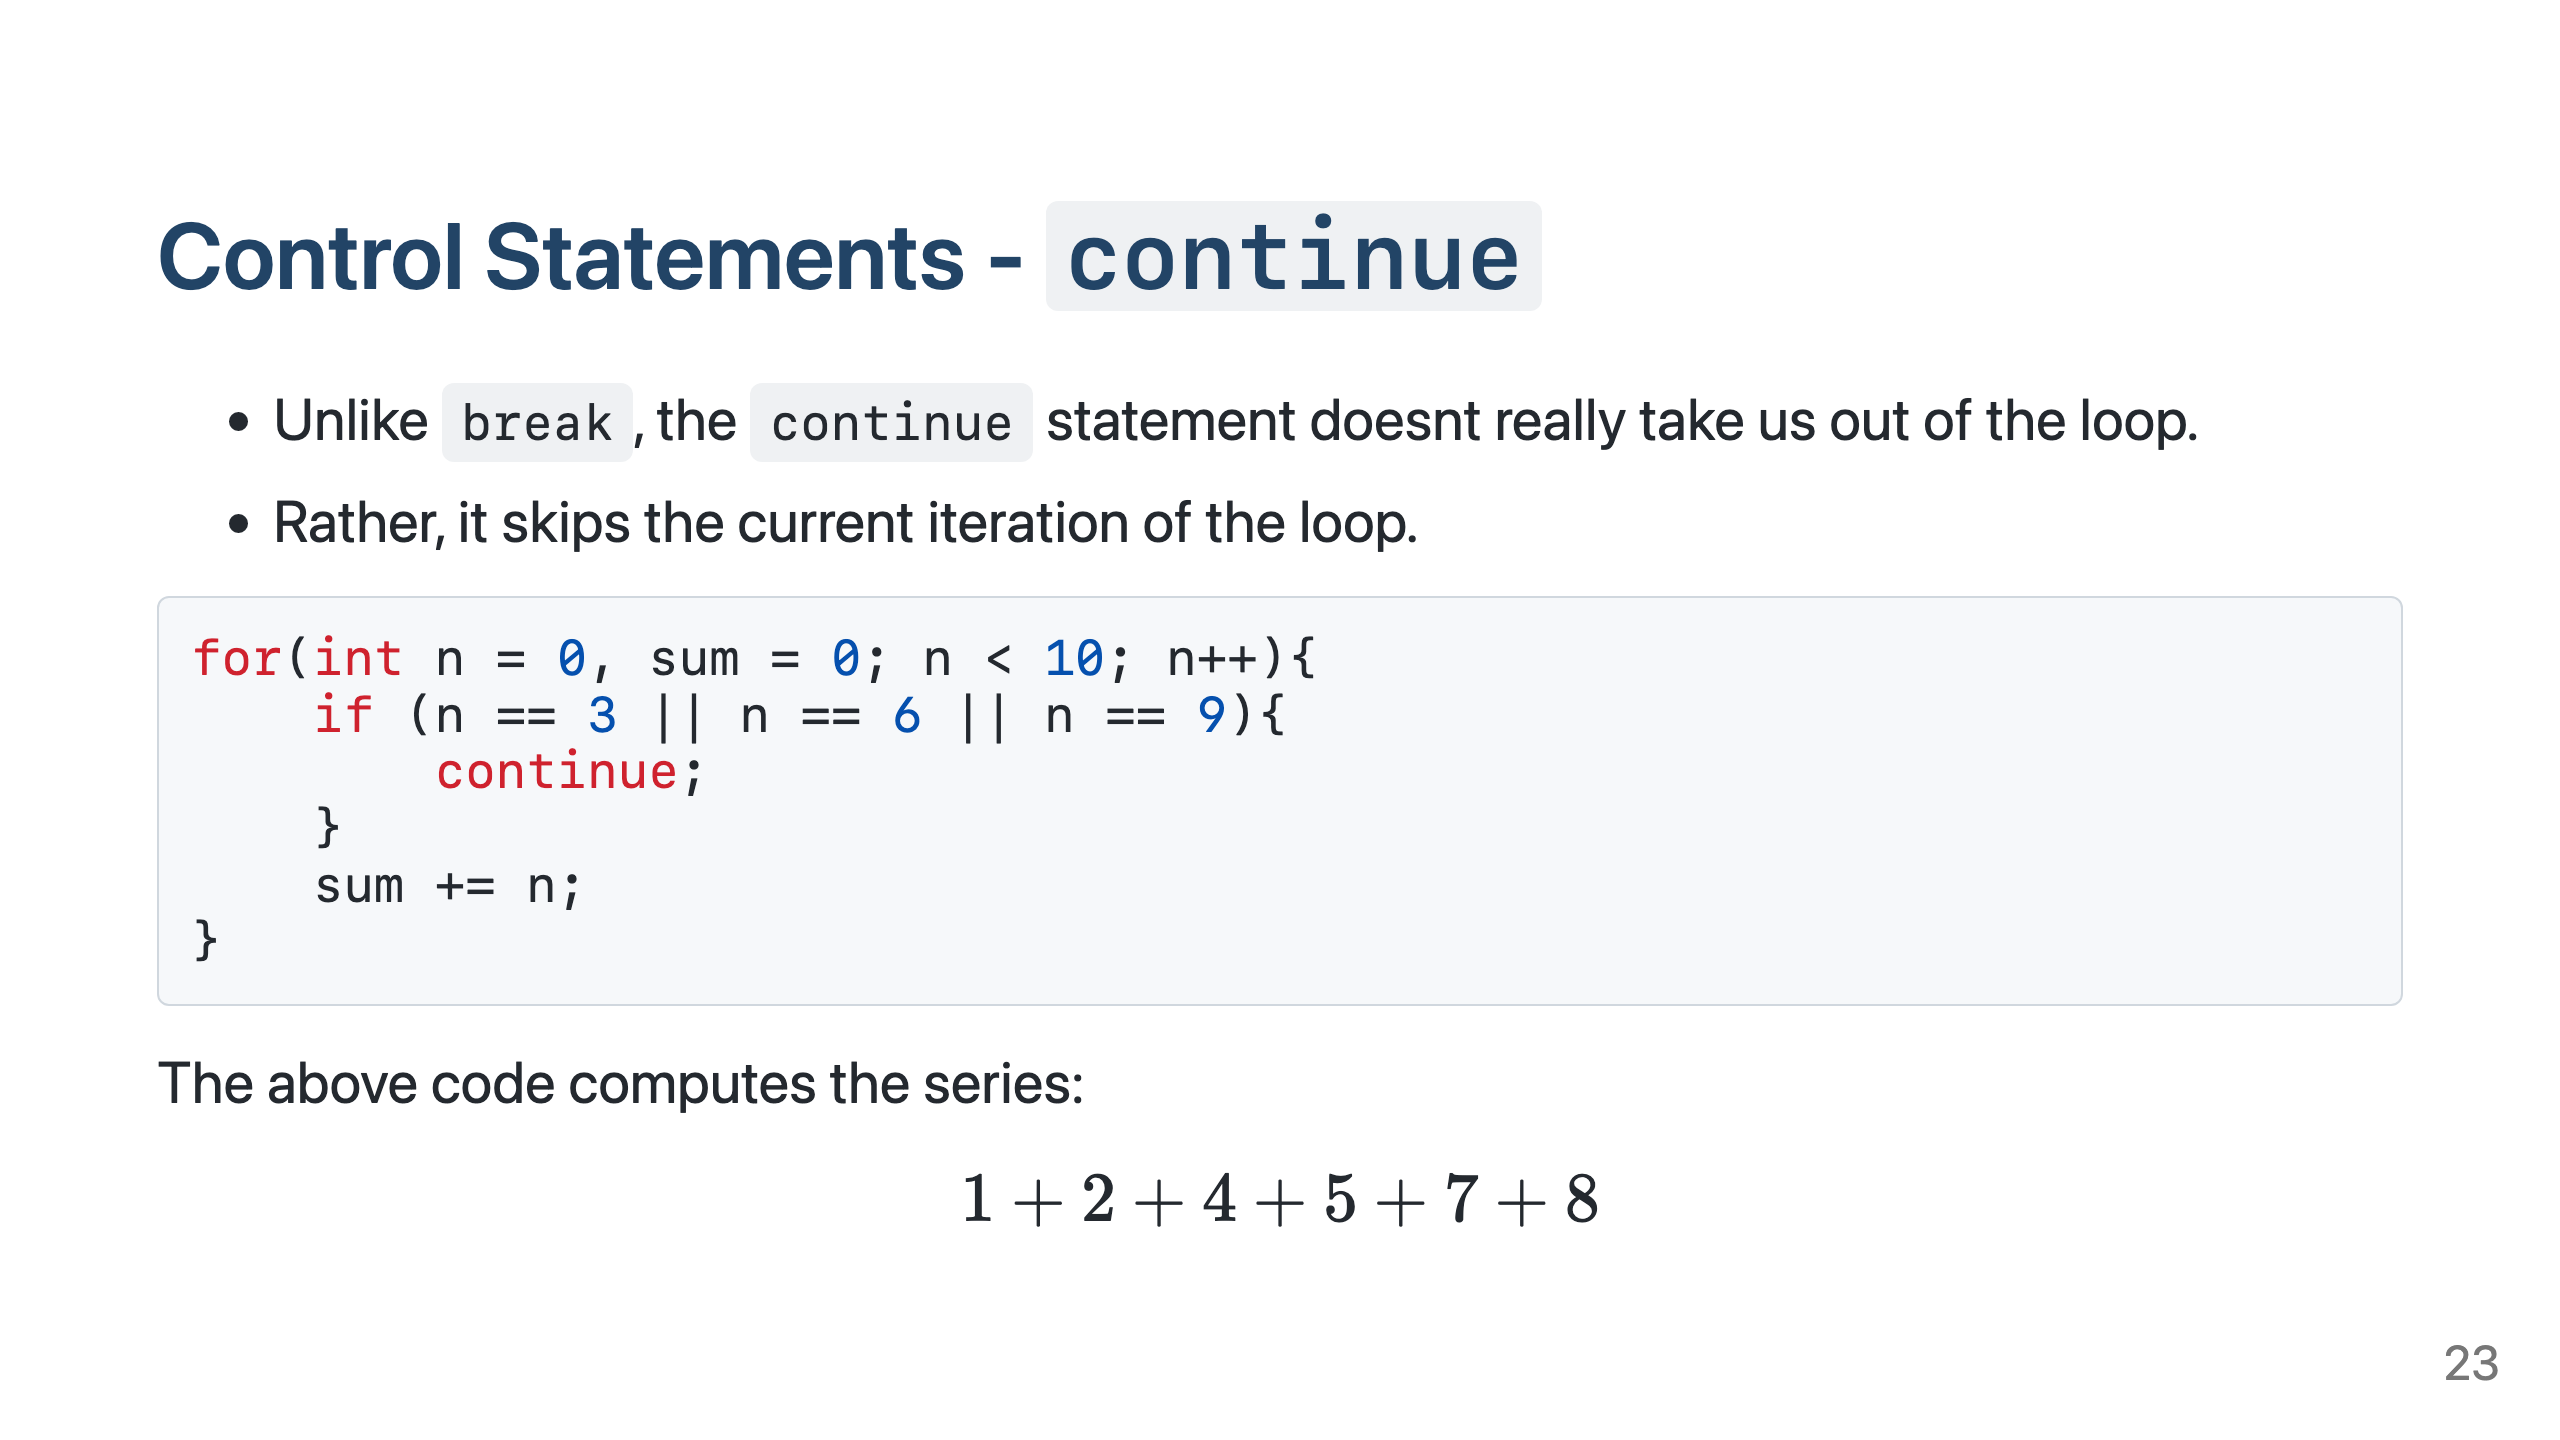 Control Statements - continue
• Unlike break, the continue statement doesnt really take us out of the loop.
• Rather, it skips the current iteration of the loop.
for(int n = 0, sum = 0; n < 10; n++){
    if (n == 3 || n == 6 || n == 9){
        continue;
    }
    sum += n;
}
The above code computes the series:
1 + 2 + 4 + 5 + 7 + 8
23